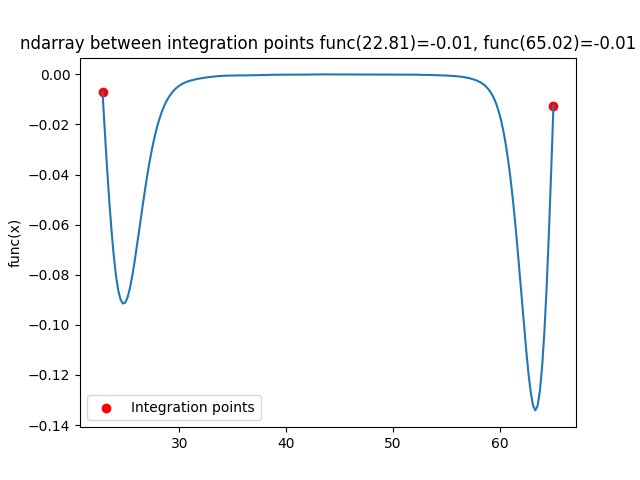 ndarray between integration points func(22.81)=-0.01, func(65.02)=-0.01
0.00
−0.02
−0.04
−0.06
−0.08
−0.10
−0.12
−0.14
func(x)
Integration points
30 40 50 60